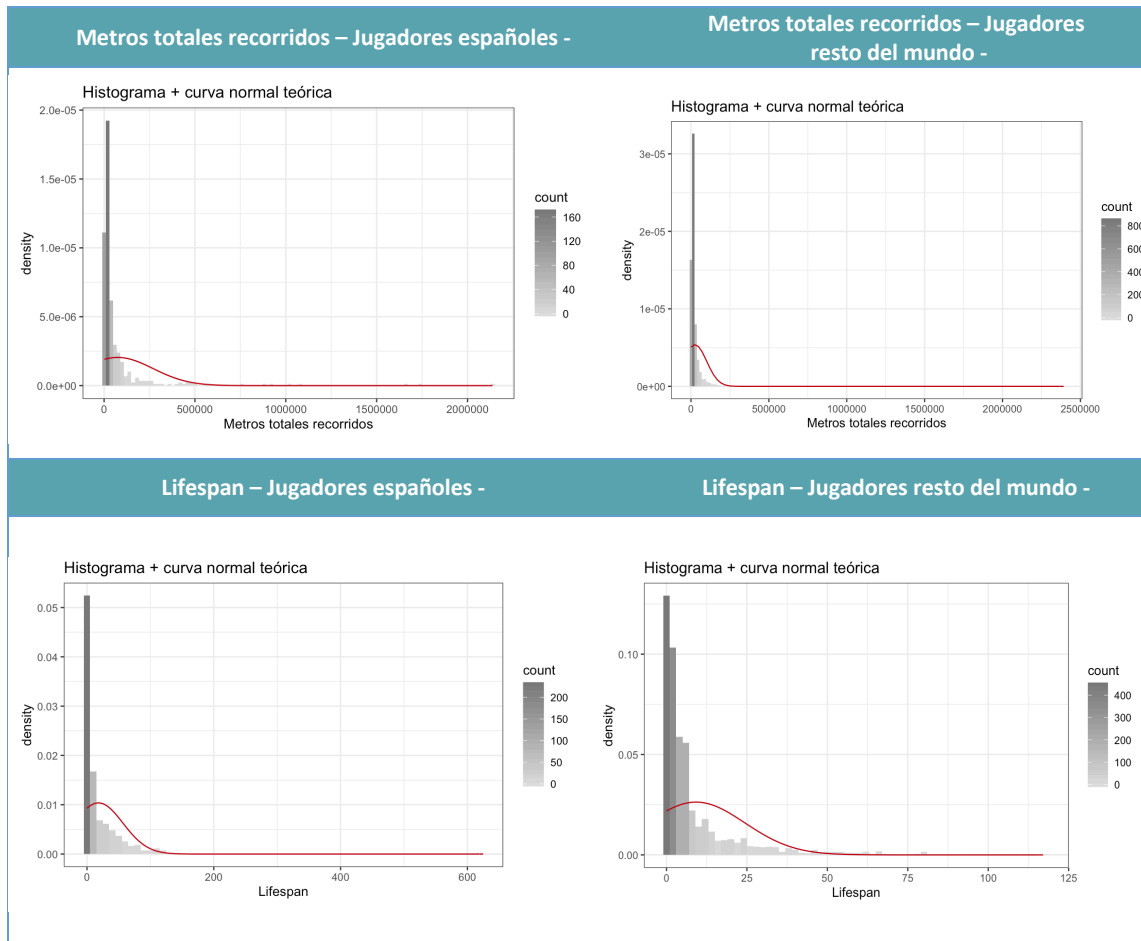 Metros totales recorridos – Jugadores españoles -
Metros totales recorridos – Jugadores
resto del mundo -
Histograma + curva normal teórica
2.0e-05
1.5e-05
1.0e-05
5.0e-06
0.0e+00
density
0 500000 1000000 1500000 2000000
Metros totales recorridos
count
160
120
80
40
0
Histograma + curva normal teórica
3e-05
2e-05
1e-05
0e+00
density
0 500000 1000000 1500000 2000000 2500000
Metros totales recorridos
count
800
600
400
200
0
Lifespan – Jugadores españoles -
Lifespan – Jugadores resto del mundo -
Histograma + curva normal teórica
0.05
0.04
0.03
0.02
0.01
0.00
density
0 200 400 600
Lifespan
count
200
150
100
50
0
Histograma + curva normal teórica
0.10
0.05
0.00
density
0 25 50 75 100 125
Lifespan
count
400
300
200
100
0